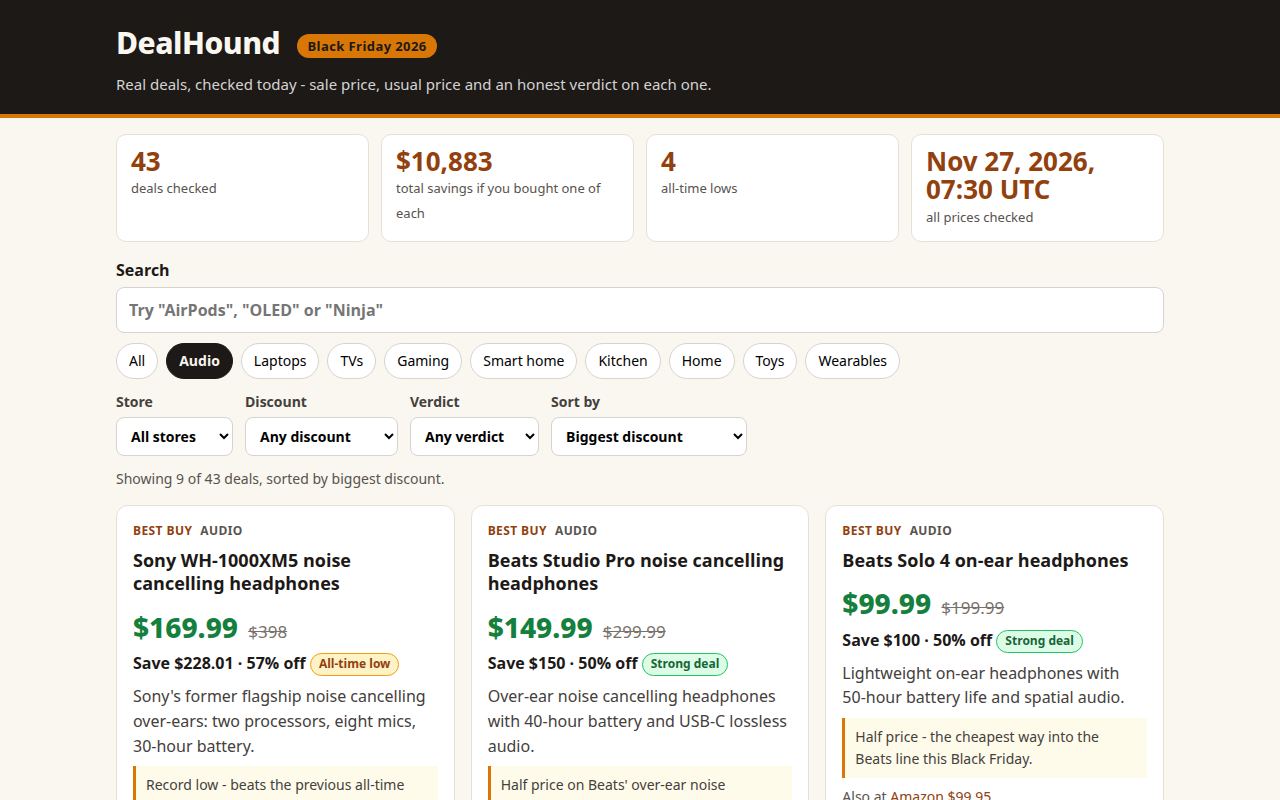 DealHound Black Friday 2026
Real deals, checked today - sale price, usual price and an honest verdict on each one.
43
deals checked
$10,883
total savings if you bought one of
each
4
all-time lows
Nov 27, 2026,
07:30 UTC
all prices checked
Search
Try "AirPods", "OLED" or "Ninja"
All Audio Laptops TVs Gaming Smart home Kitchen Home Toys Wearables
Store Discount Verdict Sort by
All stores Any discount Any verdict Biggest discount
Showing 9 of 43 deals, sorted by biggest discount.
BEST BUY AUDIO
Sony WH-1000XM5 noise
cancelling headphones
$169.99 $398
Save $228.01 · 57% off All-time low
Sony's former flagship noise cancelling
over-ears: two processors, eight mics,
30-hour battery.
Record low - beats the previous all-time
BEST BUY AUDIO
Beats Studio Pro noise cancelling
headphones
$149.99 $299.99
Save $150 · 50% off Strong deal
Over-ear noise cancelling headphones
with 40-hour battery and USB-C lossless
audio.
Half price on Beats' over-ear noise
BEST BUY AUDIO
Beats Solo 4 on-ear headphones
$99.99 $199.99
Save $100 · 50% off Strong deal
Lightweight on-ear headphones with
50-hour battery life and spatial audio.
Half price - the cheapest way into the
Beats line this Black Friday.
Also at Amazon $99.95